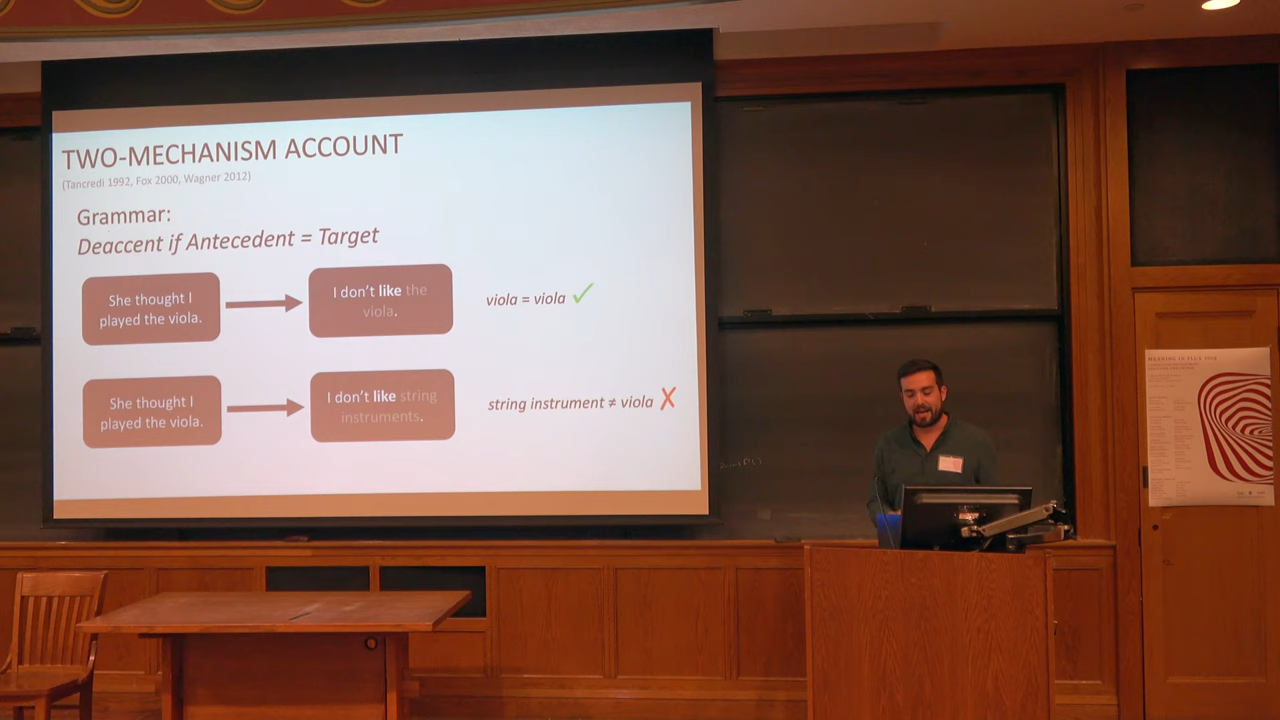 TWO-MECHANISM ACCOUNT
(Tancredi 1992, Fox 2000, Wagner 2012)
Grammar:
Deaccent if Antecedent = Target
She thought I
played the viola.
I don't like the
viola.
viola = viola ✓
She thought I
played the viola.
I don't like string
instruments.
string instrument ≠ viola ✗
MEANING IN FLUX